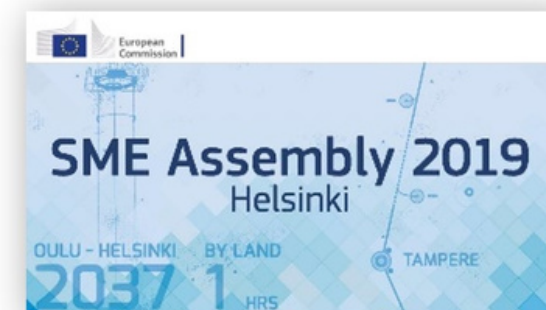 European
Commission
SME Assembly 2019
Helsinki
OULU - HELSINKI BY LAND
2037 1 HRS
TAMPERE